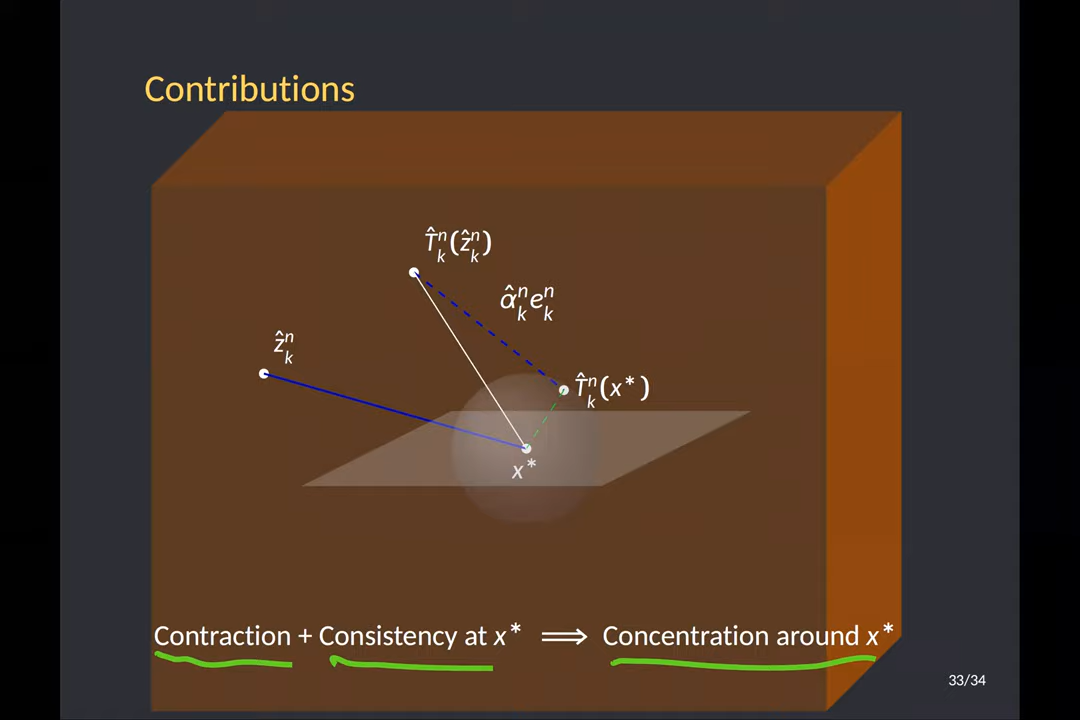 Contributions
T̂ₖⁿ(ẑₖⁿ)
α̂ₖⁿeₖⁿ
ẑₖⁿ
T̂ₖⁿ(x*)
x*
Contraction + Consistency at x* ⟹ Concentration around x*
33/34